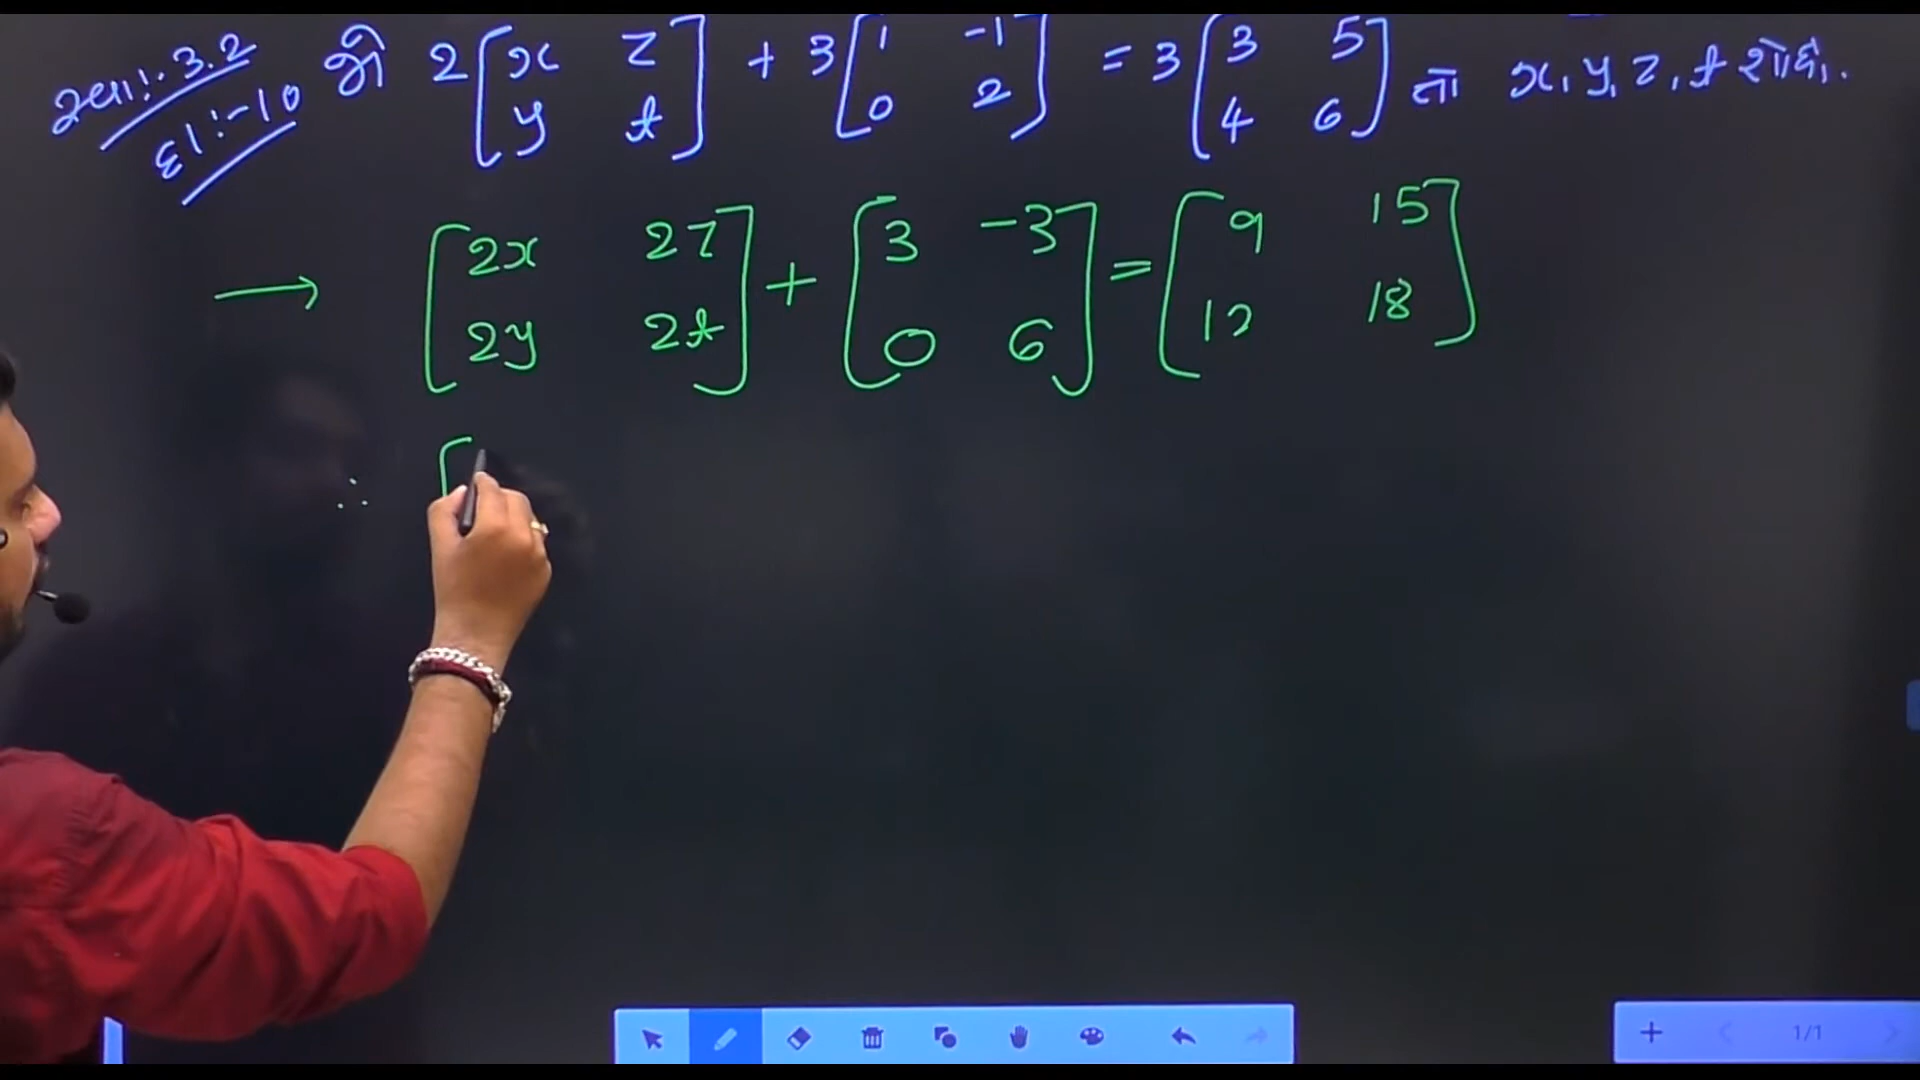 સ્વા:-3.2 જો 2[x z; y t] + 3[1 -1; 0 2] = 3[3 5; 4 6] તો x, y, z, t શોધો.
દા:-10
→ [2x 2z; 2y 2t] + [3 -3; 0 6] = [9 15; 12 18]
∴ [
1/1